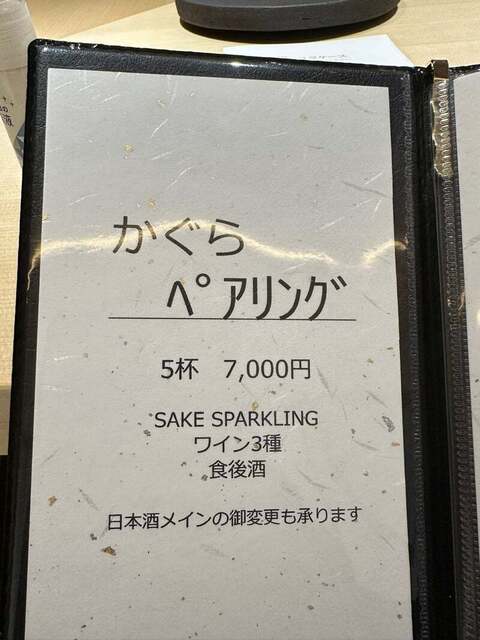 かぐら
ペアリング
5杯 7,000円
SAKE SPARKLING
ワイン3種
食後酒
日本酒メインの御変更も承ります